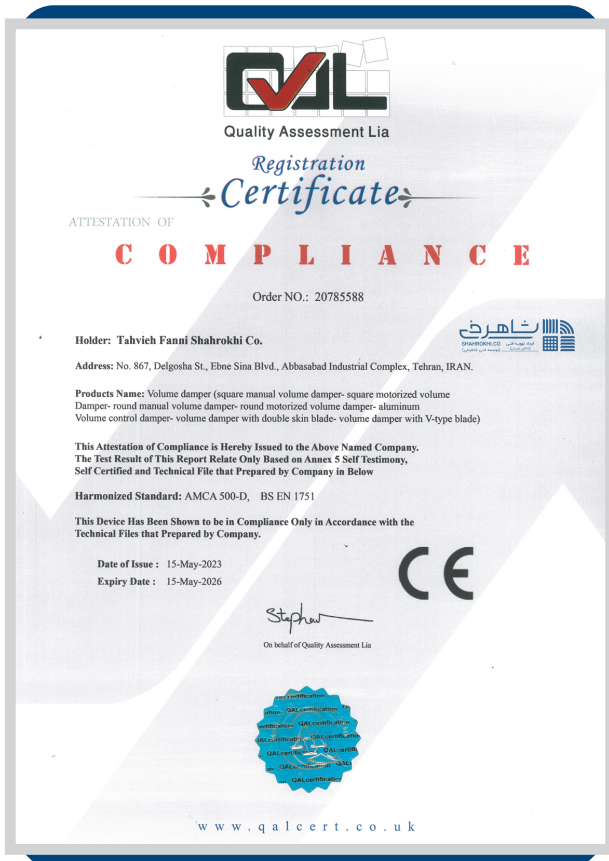 QAL
Quality Assessment Lia
Registration
Certificate
ATTESTATION OF
COMPLIANCE
Order NO.: 20785588
شاهرخی
SHAHROKHI.CO
Holder: Tahvieh Fanni Shahrokhi Co.
Address: No. 867, Delgosha St., Ebne Sina Blvd., Abbasabad Industrial Complex, Tehran, IRAN.
Products Name: Volume damper (square manual volume damper- square motorized volume
Damper- round manual volume damper- round motorized volume damper- aluminum
Volume control damper- volume damper with double skin blade- volume damper with V-type blade)
This Attestation of Compliance is Hereby Issued to the Above Named Company.
The Test Result of This Report Relate Only Based on Annex 5 Self Testimony,
Self Certified and Technical File that Prepared by Company in Below
Harmonized Standard: AMCA 500-D, BS EN 1751
This Device Has Been Shown to be in Compliance Only in Accordance with the
Technical Files that Prepared by Company.
Date of Issue : 15-May-2023
Expiry Date : 15-May-2026
CE
Stephen
On behalf of Quality Assessment Lia
QALcertification
www.qalcert.co.uk